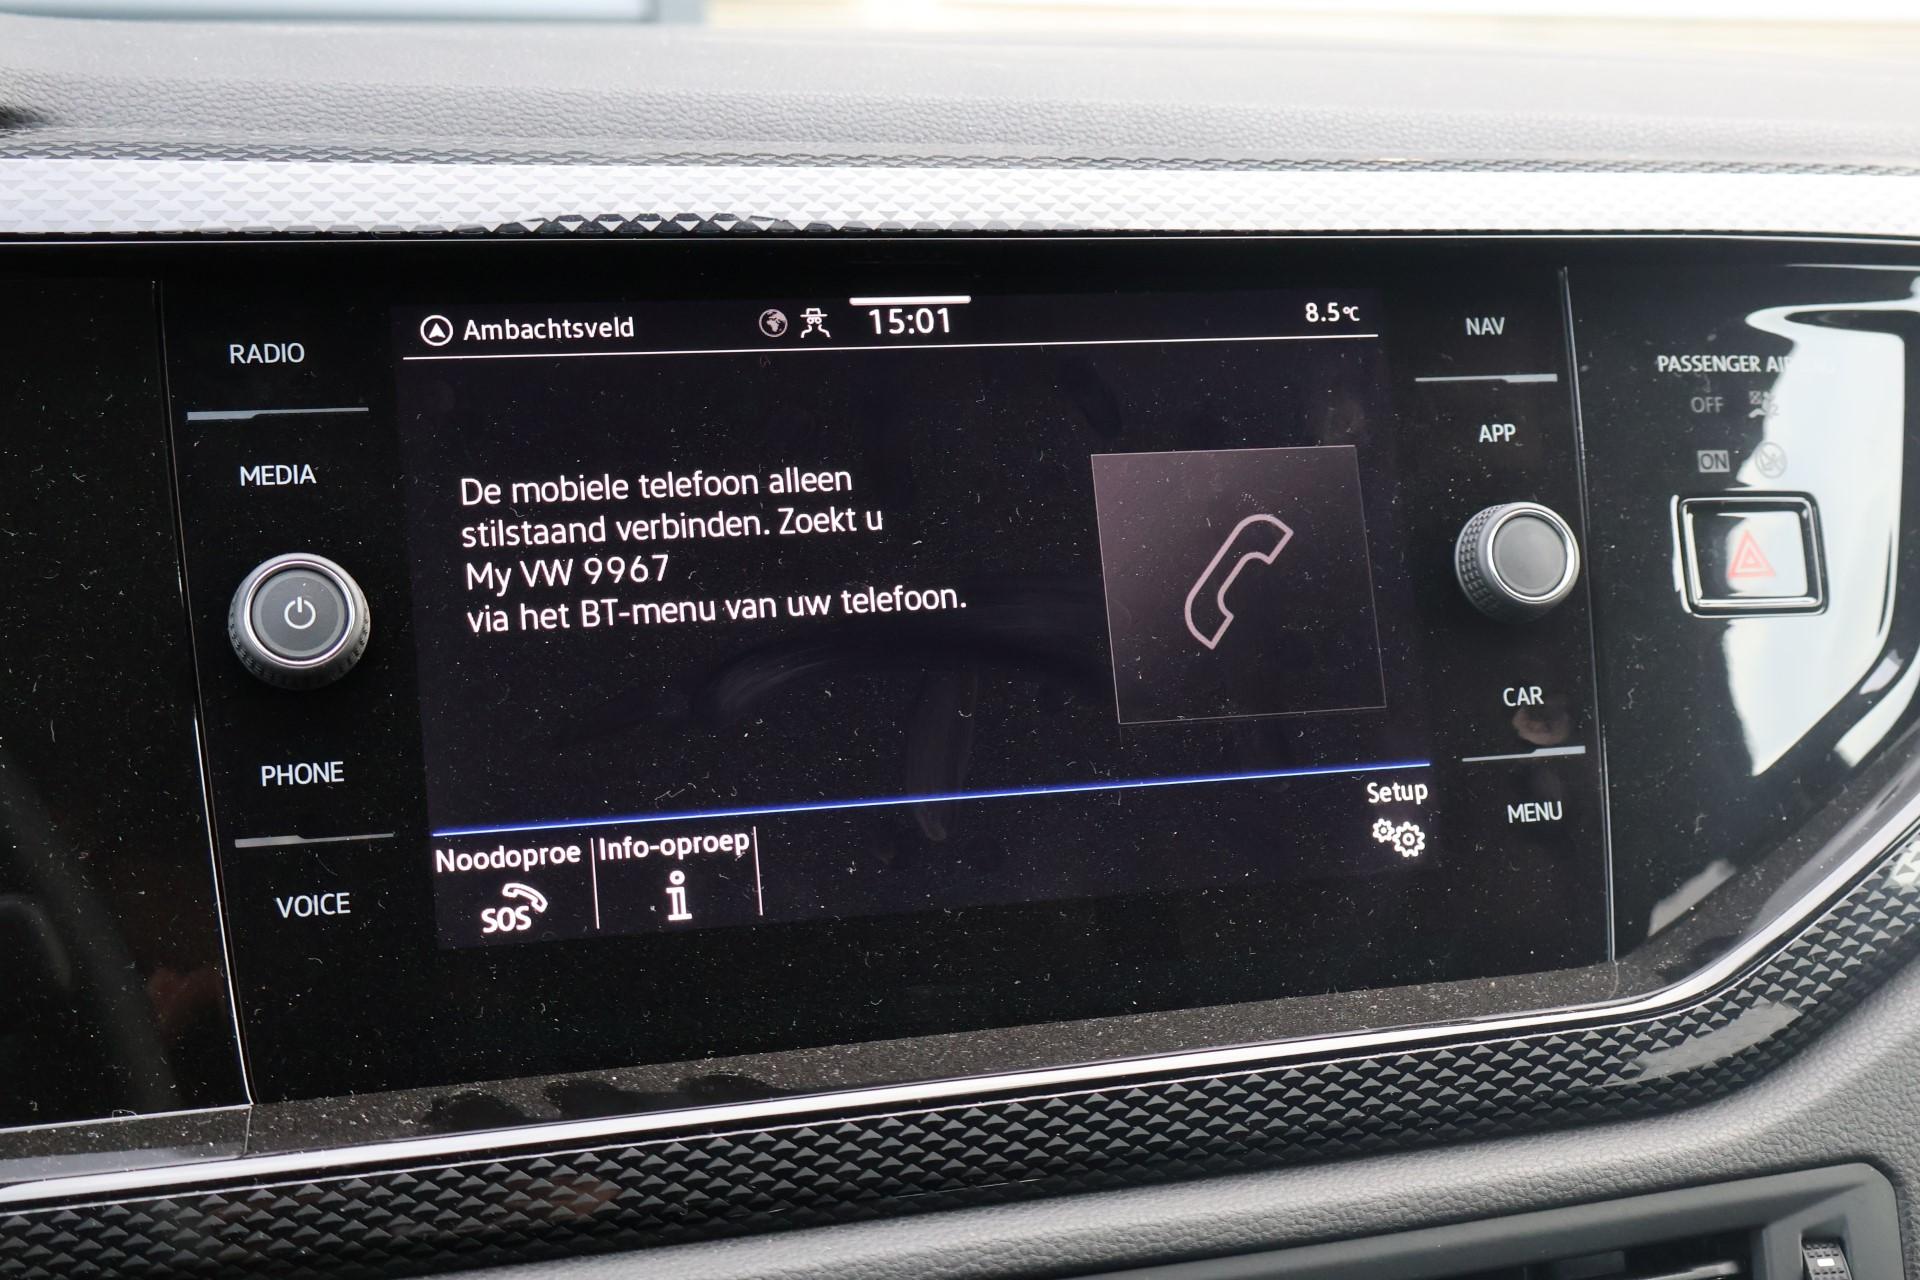 Ambachtsveld
15:01
8.5°C
RADIO
MEDIA
PHONE
VOICE
De mobiele telefoon alleen
stilstaand verbinden. Zoekt u
My VW 9967
via het BT-menu van uw telefoon.
Noodoproe
SOS
Info-oproep
i
Setup
NAV
APP
CAR
MENU
PASSENGER
OFF
ON